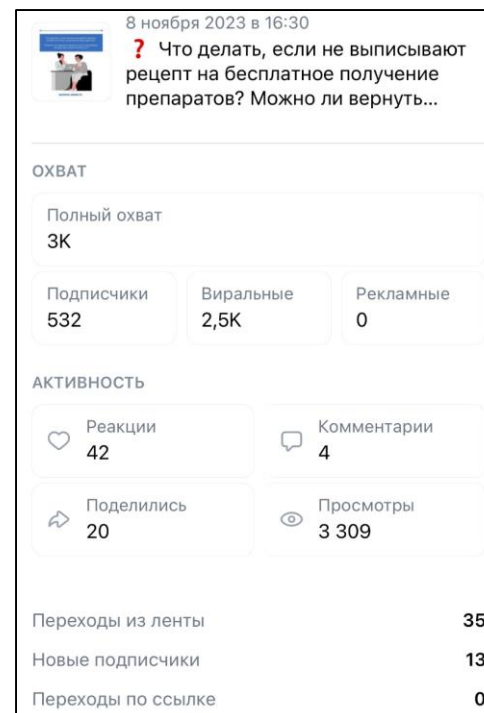 8 ноября 2023 в 16:30
❓ Что делать, если не выписывают
рецепт на бесплатное получение
препаратов? Можно ли вернуть...
ОХВАТ
Полный охват
3K
Подписчики
532
Виральные
2,5K
Рекламные
0
АКТИВНОСТЬ
Реакции
42
Комментарии
4
Поделились
20
Просмотры
3 309
Переходы из ленты 35
Новые подписчики 13
Переходы по ссылке 0